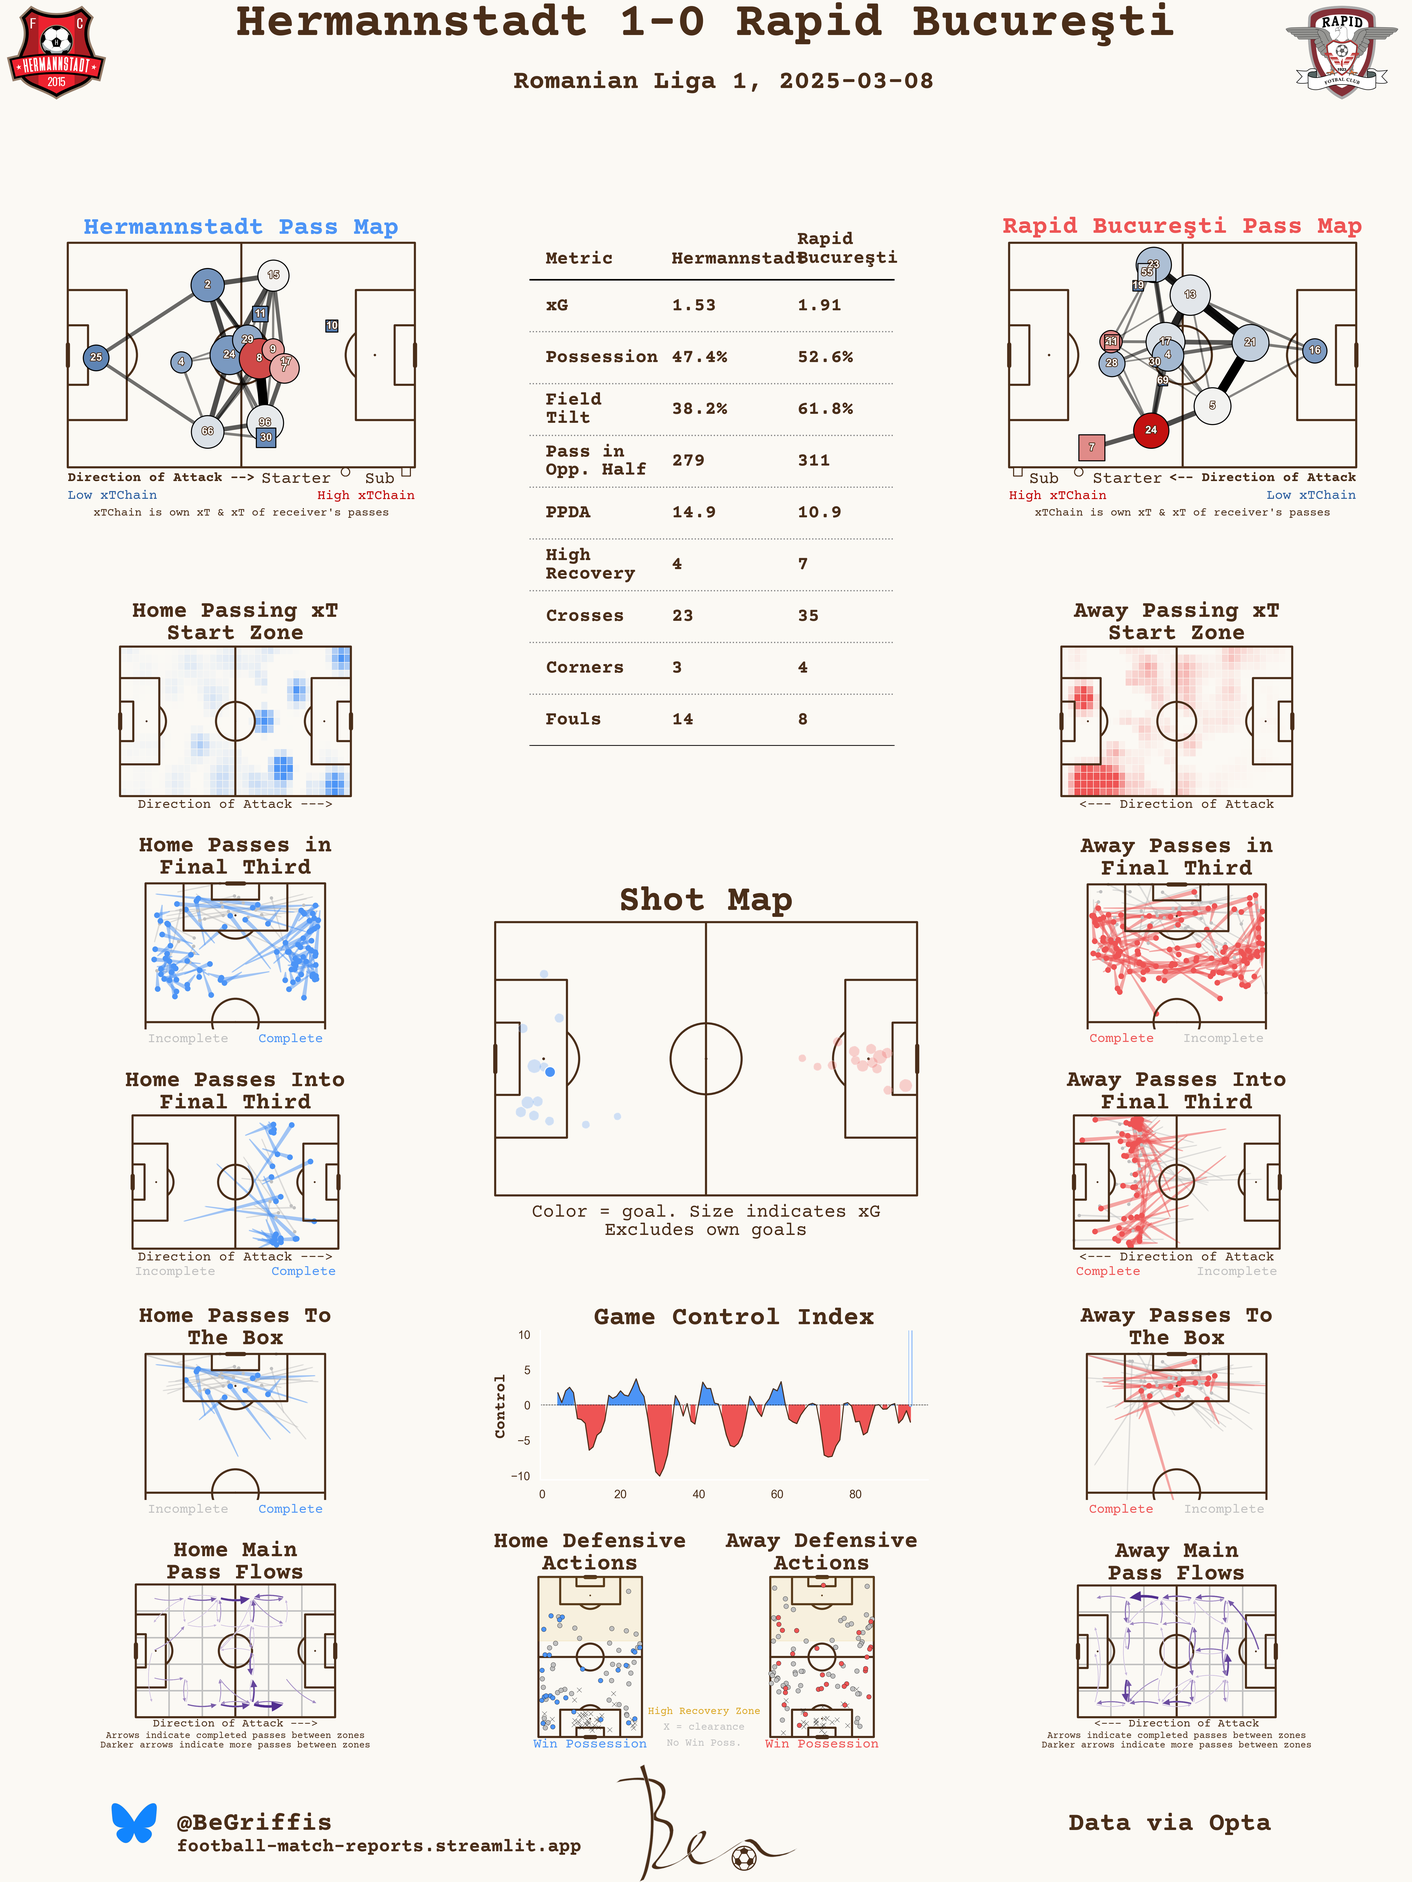 Hermannstadt 1-0 Rapid Bucureşti
Romanian Liga 1, 2025-03-08
F C
HERMANNSTADT
2015
RAPID
1923
FOTBAL CLUB
Hermannstadt Pass Map
2
15
11
10
29
9
25
4
24
8
17
7
66
96
30
Direction of Attack --> Starter Sub
Low xTChain High xTChain
xTChain is own xT & xT of receiver's passes
Metric Hermannstadt Rapid Bucureşti
xG 1.53 1.91
Possession 47.4% 52.6%
Field Tilt 38.2% 61.8%
Pass in Opp. Half 279 311
PPDA 14.9 10.9
High Recovery 4 7
Crosses 23 35
Corners 3 4
Fouls 14 8
Rapid Bucureşti Pass Map
23
55
19
13
17
21
16
4
28
30
69
5
24
7
Sub Starter <-- Direction of Attack
High xTChain Low xTChain
xTChain is own xT & xT of receiver's passes
Home Passing xT
Start Zone
Direction of Attack --->
Away Passing xT
Start Zone
<--- Direction of Attack
Home Passes in
Final Third
Incomplete Complete
Away Passes in
Final Third
Complete Incomplete
Shot Map
Color = goal. Size indicates xG
Excludes own goals
Home Passes Into
Final Third
Direction of Attack --->
Incomplete Complete
Away Passes Into
Final Third
<--- Direction of Attack
Complete Incomplete
Home Passes To
The Box
Incomplete Complete
Game Control Index
Control
10
5
0
−5
−10
0 20 40 60 80
Away Passes To
The Box
Complete Incomplete
Home Main
Pass Flows
Direction of Attack --->
Arrows indicate completed passes between zones
Darker arrows indicate more passes between zones
Home Defensive
Actions
Win Possession
High Recovery Zone
X = clearance
No Win Poss.
Away Defensive
Actions
Win Possession
Away Main
Pass Flows
<--- Direction of Attack
Arrows indicate completed passes between zones
Darker arrows indicate more passes between zones
@BeGriffis
football-match-reports.streamlit.app
Ben
Data via Opta